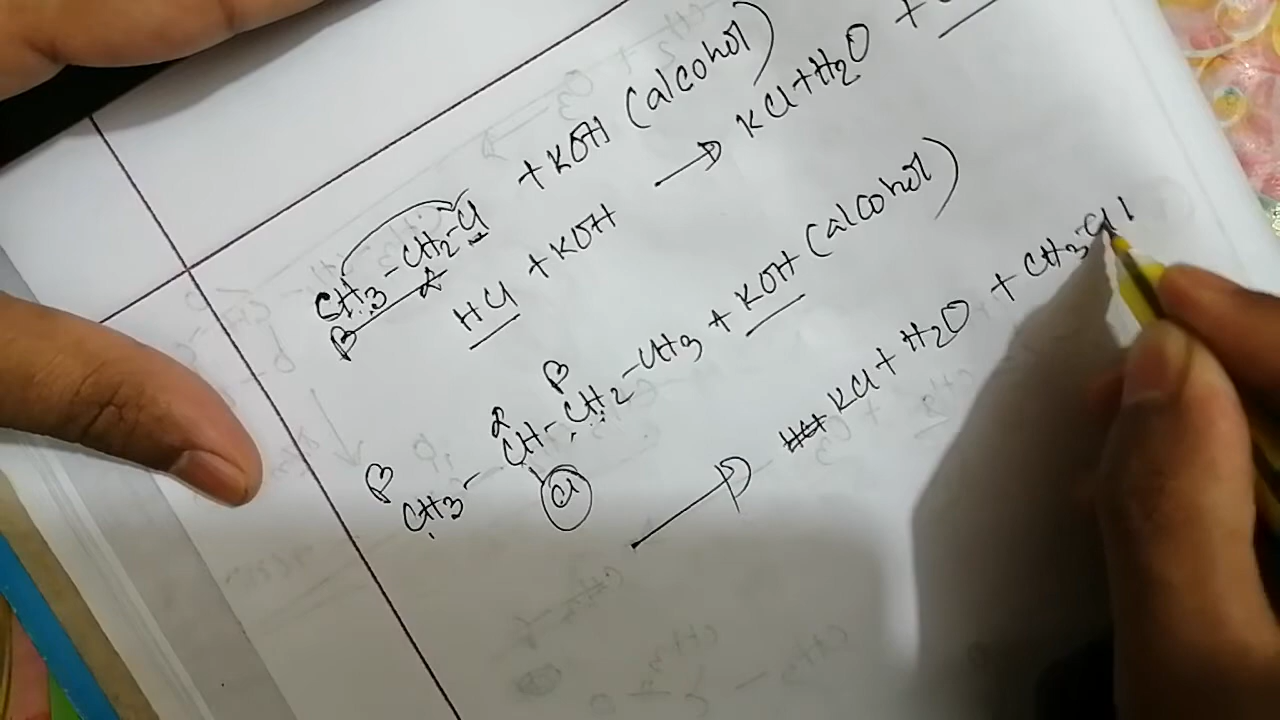 CH3-CH2-Cl + KOH (alcohol)
β α
HCl + KOH → KCl + H2O +
β α β
CH3-CH-CH2-CH3 + KOH (alcohol)
Cl
→ KCl + H2O + CH3-CH